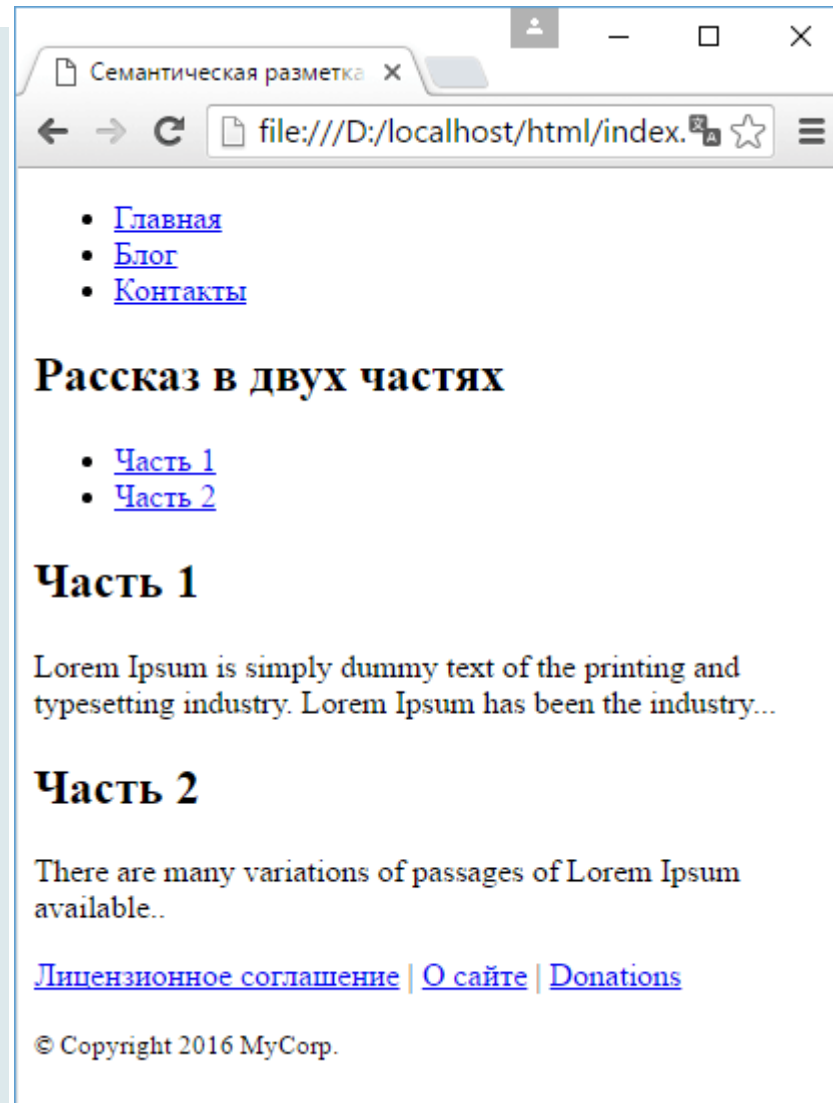 Семантическая разметка
file:///D:/localhost/html/index.
Главная
Блог
Контакты
Рассказ в двух частях
Часть 1
Часть 2
Часть 1
Lorem Ipsum is simply dummy text of the printing and
typesetting industry. Lorem Ipsum has been the industry...
Часть 2
There are many variations of passages of Lorem Ipsum
available..
Лицензионное соглашение | О сайте | Donations
© Copyright 2016 MyCorp.